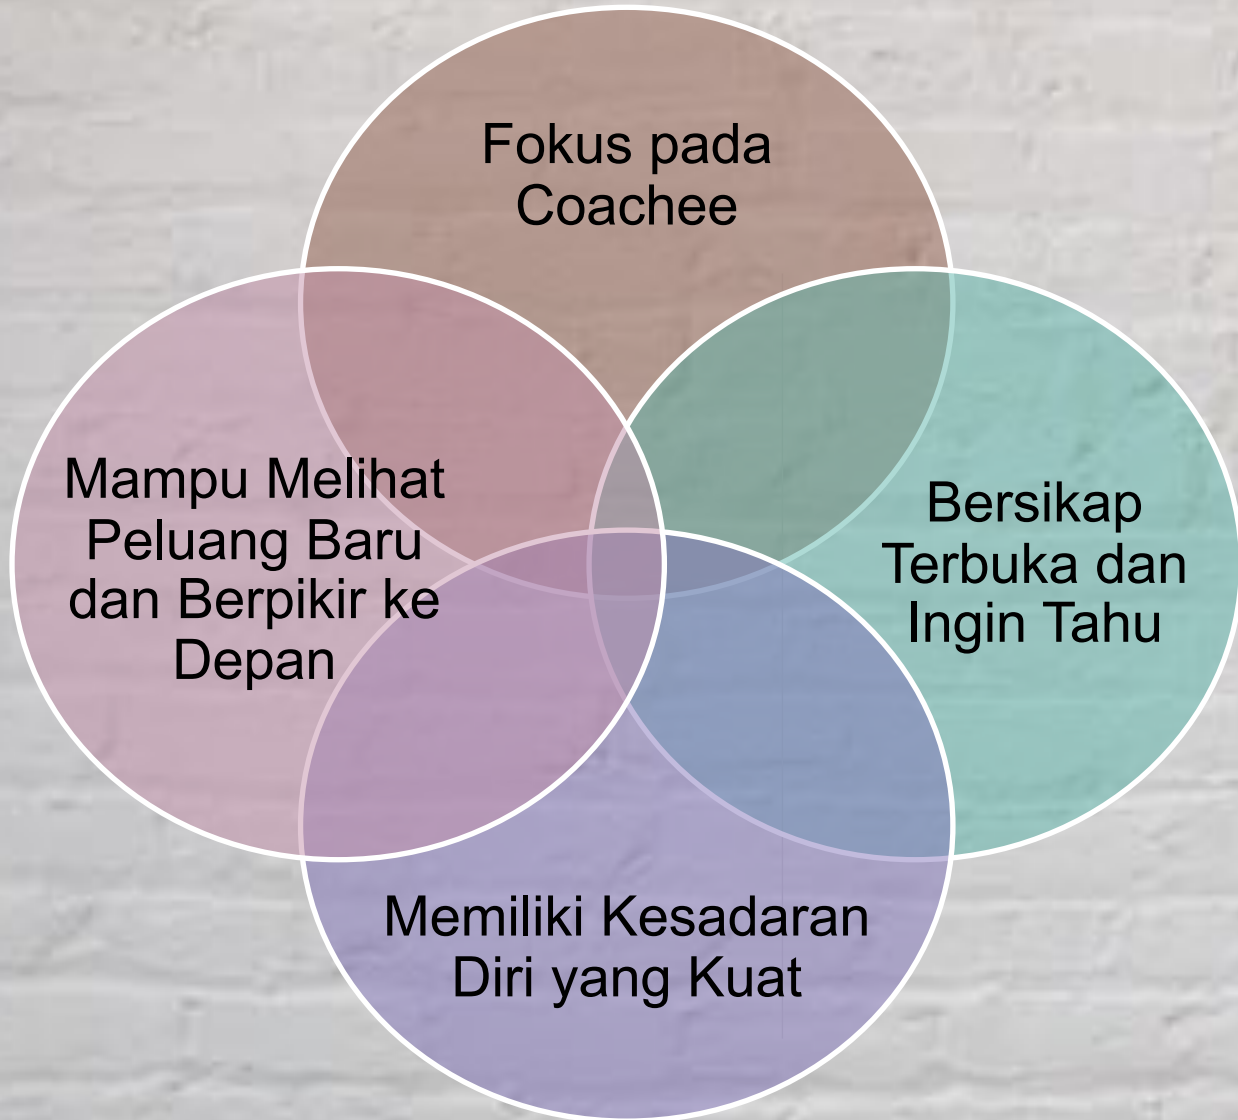 Fokus pada
Coachee
Mampu Melihat
Peluang Baru
dan Berpikir ke
Depan
Bersikap
Terbuka dan
Ingin Tahu
Memiliki Kesadaran
Diri yang Kuat